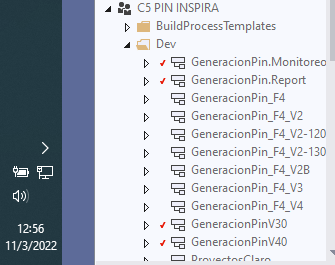 C5 PIN INSPIRA
BuildProcessTemplates
Dev
GeneracionPin.Monitoreo
GeneracionPin.Report
GeneracionPin_F4
GeneracionPin_F4_V2
GeneracionPin_F4_V2-120
GeneracionPin_F4_V2-130
GeneracionPin_F4_V2B
GeneracionPin_F4_V3
GeneracionPin_F4_V4
GeneracionPinV30
GeneracionPinV40
ProyectosClaro
12:56
11/3/2022